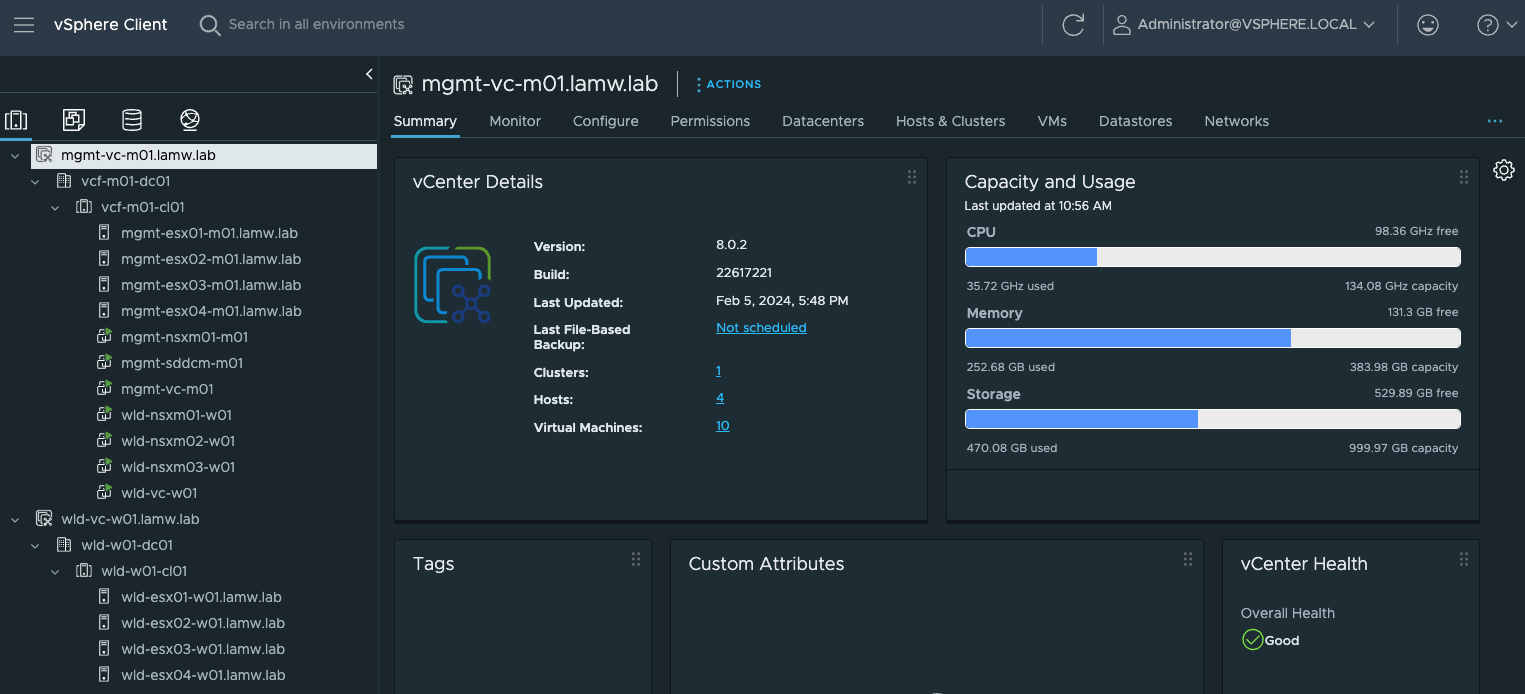 vSphere Client
Search in all environments
Administrator@VSPHERE.LOCAL
mgmt-vc-m01.lamw.lab
vcf-m01-dc01
vcf-m01-cl01
mgmt-esx01-m01.lamw.lab
mgmt-esx02-m01.lamw.lab
mgmt-esx03-m01.lamw.lab
mgmt-esx04-m01.lamw.lab
mgmt-nsxm01-m01
mgmt-sddcm-m01
mgmt-vc-m01
wld-nsxm01-w01
wld-nsxm02-w01
wld-nsxm03-w01
wld-vc-w01
wld-vc-w01.lamw.lab
wld-w01-dc01
wld-w01-cl01
wld-esx01-w01.lamw.lab
wld-esx02-w01.lamw.lab
wld-esx03-w01.lamw.lab
wld-esx04-w01.lamw.lab
mgmt-vc-m01.lamw.lab
ACTIONS
Summary Monitor Configure Permissions Datacenters Hosts & Clusters VMs Datastores Networks
vCenter Details
Version: 8.0.2
Build: 22617221
Last Updated: Feb 5, 2024, 5:48 PM
Last File-Based Not scheduled
Backup:
Clusters: 1
Hosts: 4
Virtual Machines: 10
Capacity and Usage
Last updated at 10:56 AM
CPU 98.36 GHz free
35.72 GHz used 134.08 GHz capacity
Memory 131.3 GB free
252.68 GB used 383.98 GB capacity
Storage 529.89 GB free
470.08 GB used 999.97 GB capacity
Tags
Custom Attributes
vCenter Health
Overall Health
Good